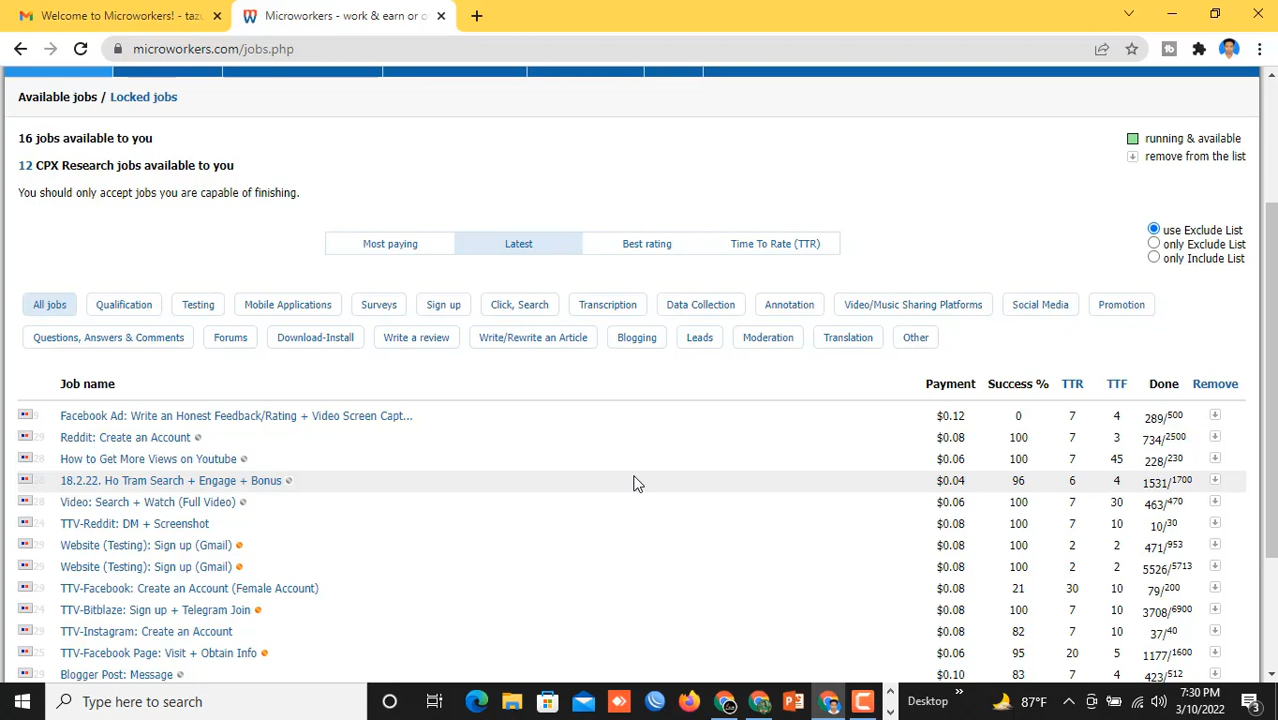 Welcome to Microworkers! - taz
Microworkers - work & earn or o
microworkers.com/jobs.php
Available jobs / Locked jobs
16 jobs available to you
running & available
remove from the list
12 CPX Research jobs available to you
You should only accept jobs you are capable of finishing.
Most paying Latest Best rating Time To Rate (TTR)
use Exclude List
only Exclude List
only Include List
All jobs Qualification Testing Mobile Applications Surveys Sign up Click, Search Transcription Data Collection Annotation Video/Music Sharing Platforms Social Media Promotion
Questions, Answers & Comments Forums Download-Install Write a review Write/Rewrite an Article Blogging Leads Moderation Translation Other
Job name Payment Success % TTR TTF Done Remove
Facebook Ad: Write an Honest Feedback/Rating + Video Screen Capt... $0.12 0 7 4 289/500
29 Reddit: Create an Account $0.08 100 7 3 734/2500
28 How to Get More Views on Youtube $0.06 100 7 45 228/230
18.2.22. Ho Tram Search + Engage + Bonus $0.04 96 6 4 1531/1700
28 Video: Search + Watch (Full Video) $0.06 100 7 30 463/470
24 TTV-Reddit: DM + Screenshot $0.08 100 7 10 10/30
29 Website (Testing): Sign up (Gmail) $0.08 100 2 2 471/953
29 Website (Testing): Sign up (Gmail) $0.08 100 2 2 5526/5713
29 TTV-Facebook: Create an Account (Female Account) $0.08 21 30 10 79/200
24 TTV-Bitblaze: Sign up + Telegram Join $0.08 100 7 10 3708/6900
29 TTV-Instagram: Create an Account $0.08 82 7 10 37/40
25 TTV-Facebook Page: Visit + Obtain Info $0.06 95 20 5 1177/1600
29 Blogger Post: Message $0.10 83 7 4 423/512
Type here to search
Desktop
87°F
7:30 PM
3/10/2022
3